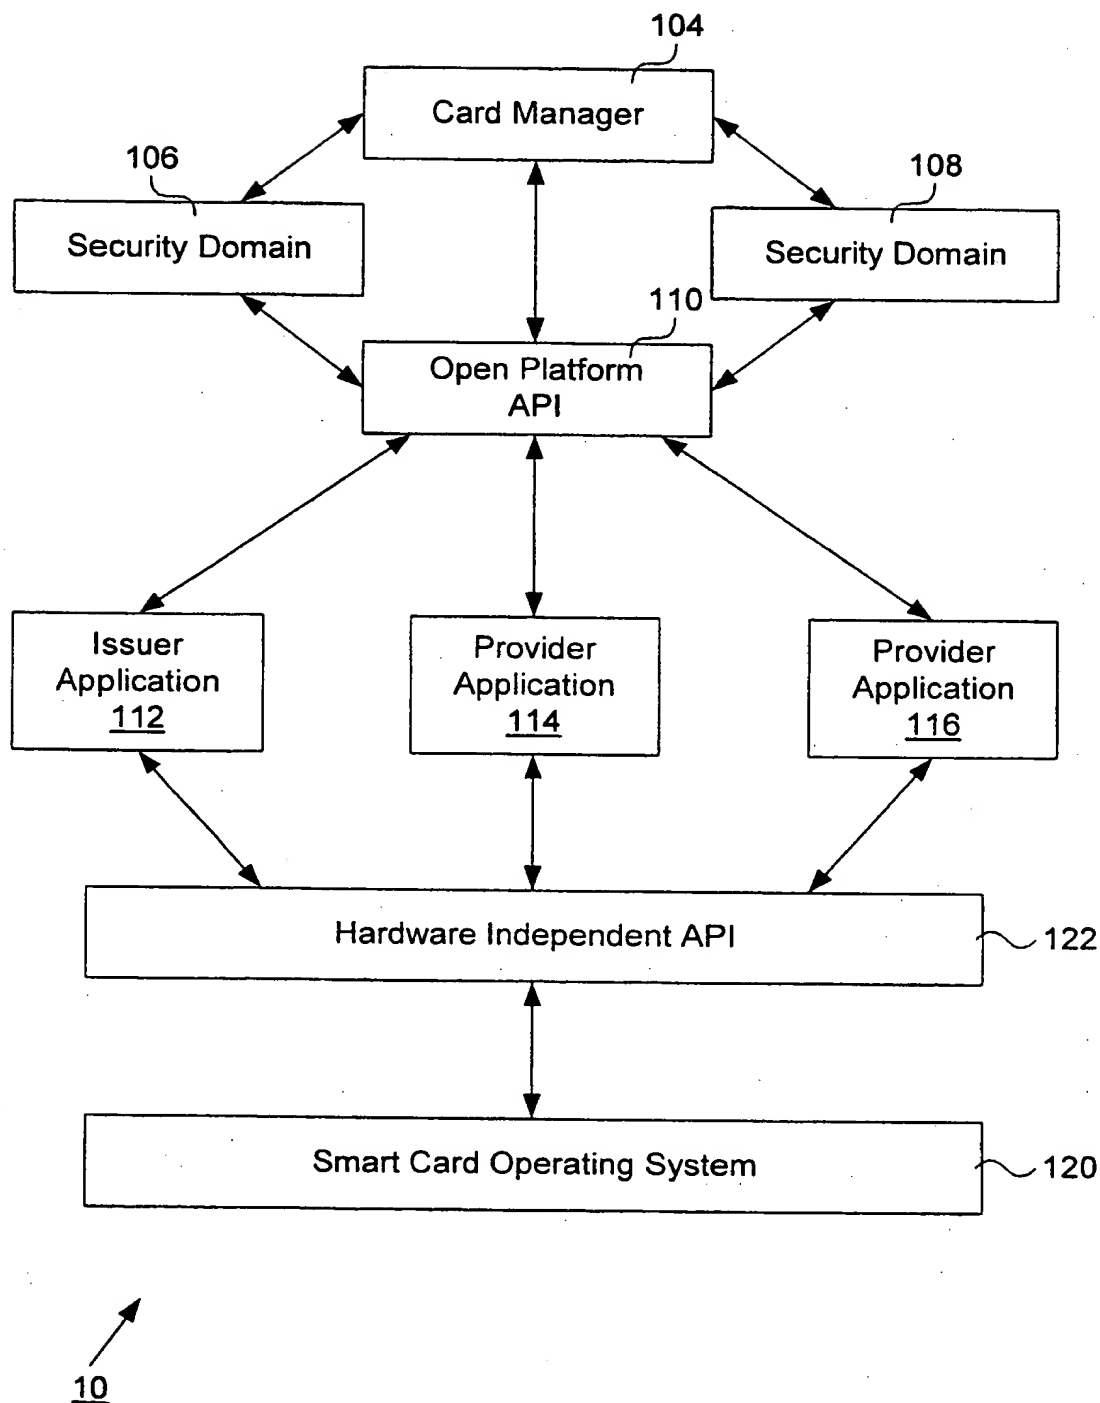 104
Card Manager
106
Security Domain
108
Security Domain
110
Open Platform
API
Issuer
Application
112
Provider
Application
114
Provider
Application
116
Hardware Independent API
122
Smart Card Operating System
120
10